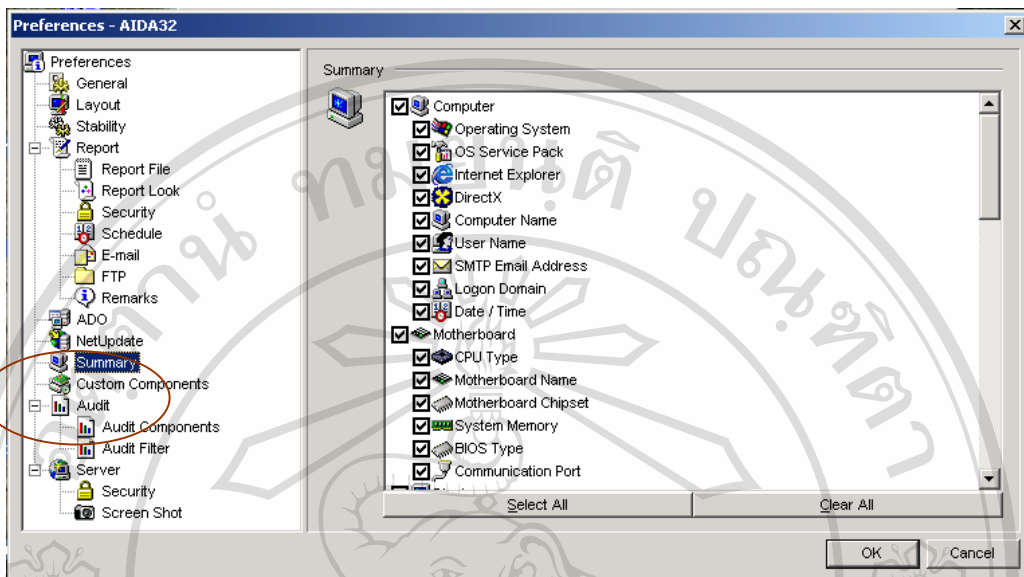 Preferences - AIDA32
Preferences
General
Layout
Stability
Report
Report File
Report Look
Security
Schedule
E-mail
FTP
Remarks
ADO
NetUpdate
Summary
Custom Components
Audit
Audit Components
Audit Filter
Server
Security
Screen Shot
Summary
Computer
Operating System
OS Service Pack
Internet Explorer
DirectX
Computer Name
User Name
SMTP Email Address
Logon Domain
Date / Time
Motherboard
CPU Type
Motherboard Name
Motherboard Chipset
System Memory
BIOS Type
Communication Port
Select All
Clear All
OK
Cancel